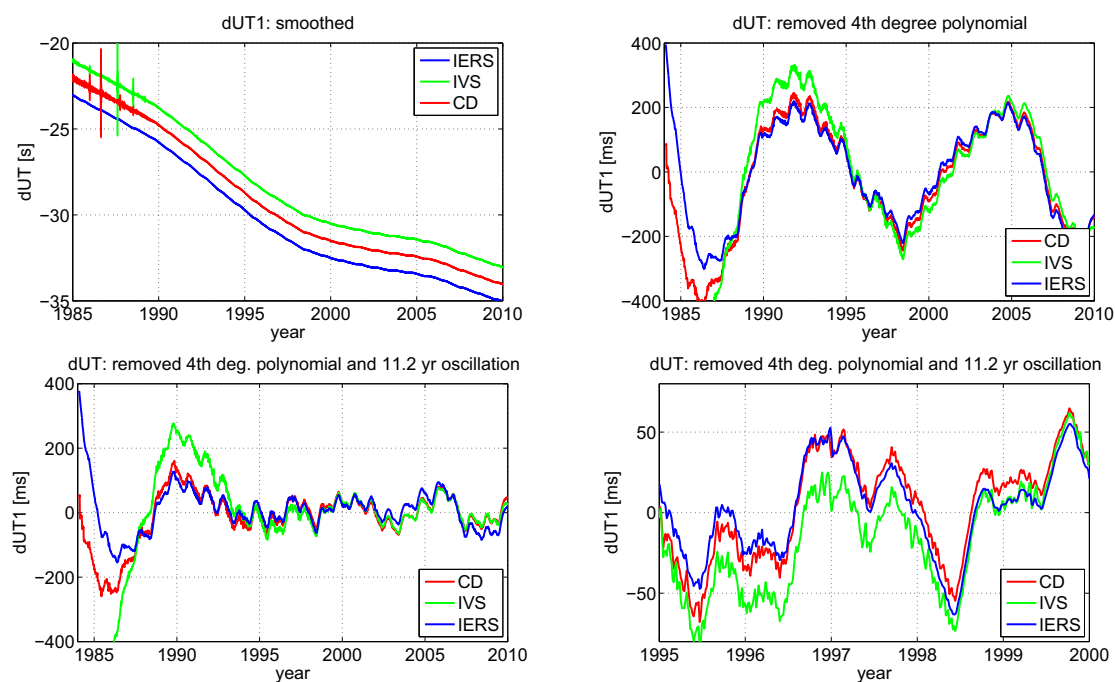 dUT1: smoothed
−20
−25
−30
−35
dUT [s]
1985 1990 1995 2000 2005 2010
year
IERS
IVS
CD
dUT: removed 4th degree polynomial
400
200
0
−200
−400
dUT1 [ms]
1985 1990 1995 2000 2005 2010
year
CD
IVS
IERS
dUT: removed 4th deg. polynomial and 11.2 yr oscillation
400
200
0
−200
−400
dUT1 [ms]
1985 1990 1995 2000 2005 2010
year
CD
IVS
IERS
dUT: removed 4th deg. polynomial and 11.2 yr oscillation
50
0
−50
dUT1 [ms]
1995 1996 1997 1998 1999 2000
year
CD
IVS
IERS